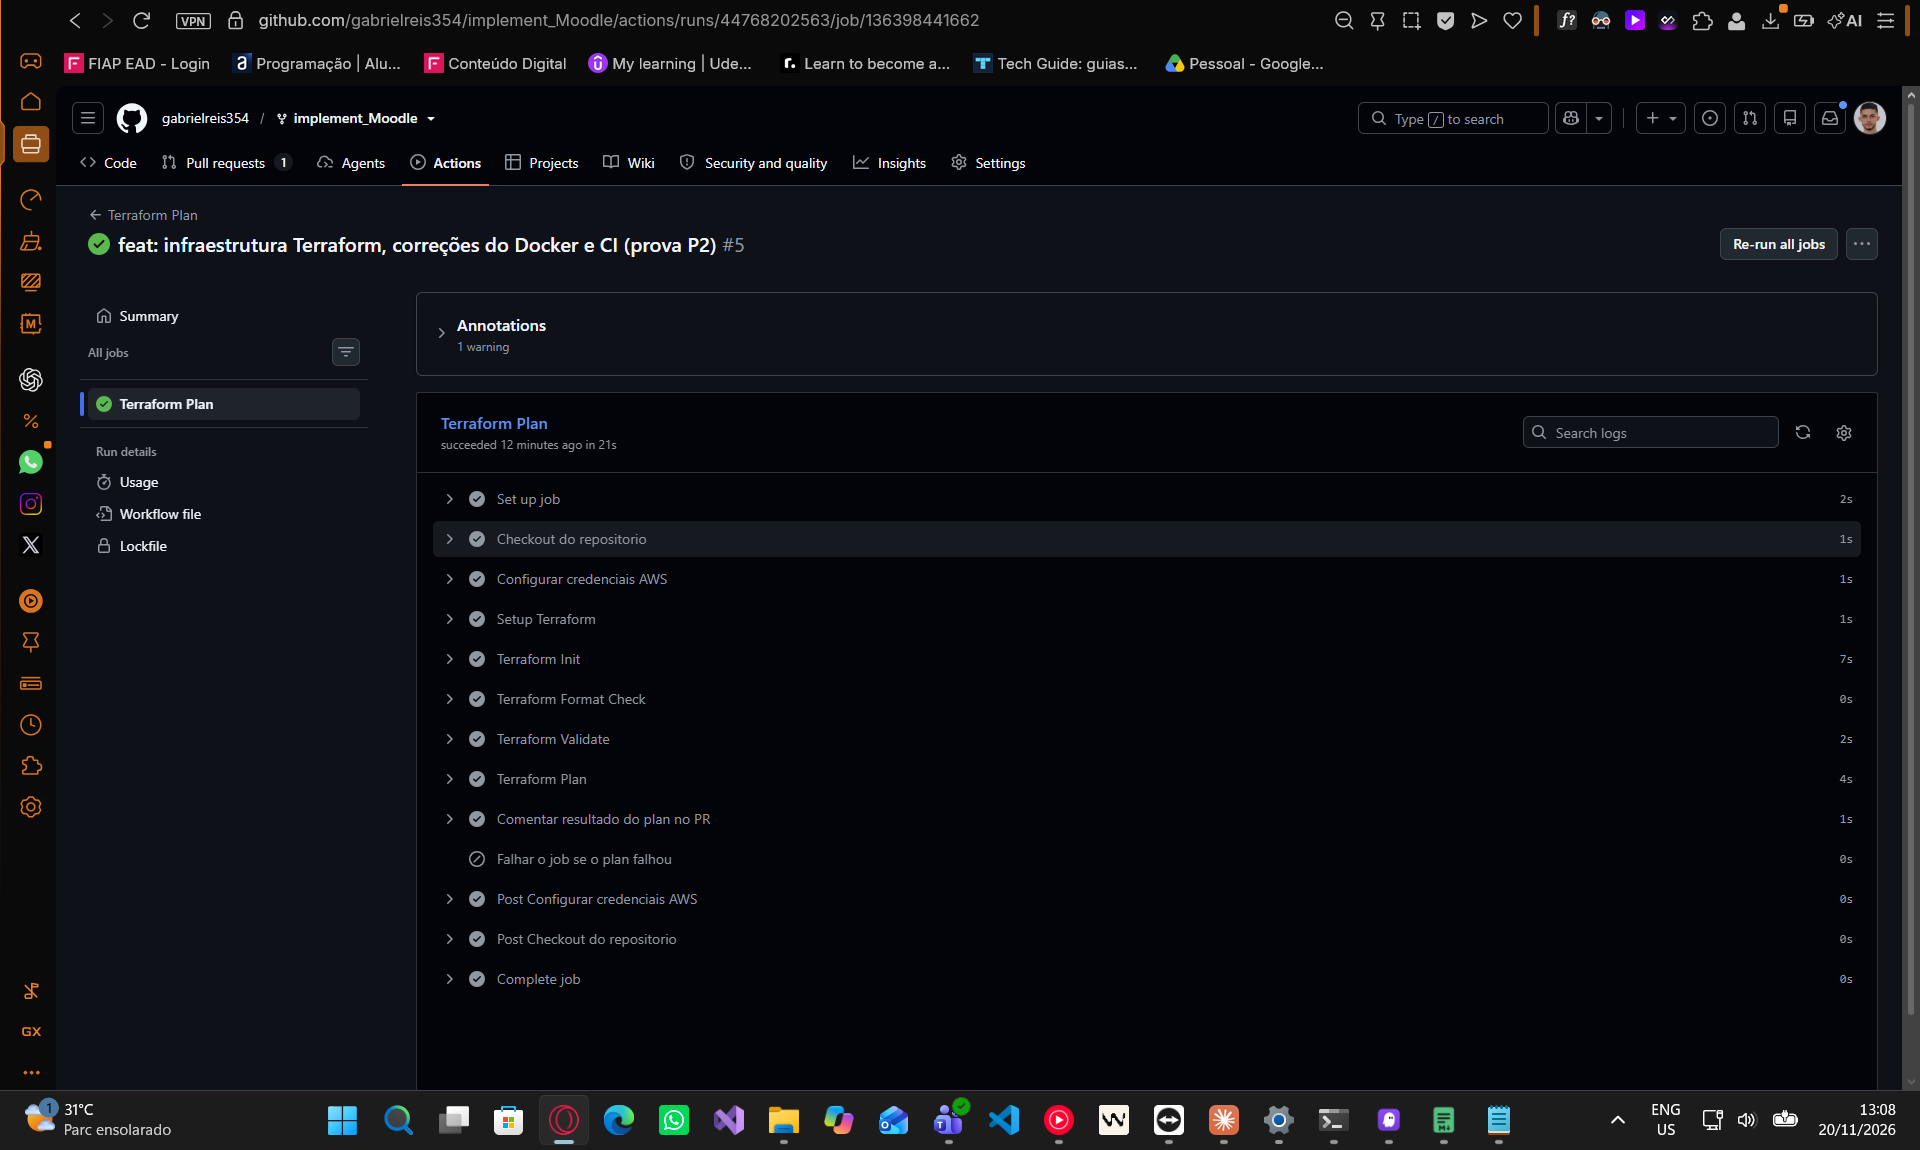 VPN
github.com/gabrielreis354/implement_Moodle/actions/runs/44768202563/job/136398441662
AI
FIAP EAD - Login
Programação | Alu...
Conteúdo Digital
My learning | Ude...
Learn to become a...
Tech Guide: guias...
Pessoal - Google...
gabrielreis354 / implement_Moodle
Type / to search
Code
Pull requests 1
Agents
Actions
Projects
Wiki
Security and quality
Insights
Settings
Terraform Plan
feat: infraestrutura Terraform, correções do Docker e CI (prova P2) #5
Re-run all jobs
Summary
All jobs
Terraform Plan
Run details
Usage
Workflow file
Lockfile
Annotations
1 warning
Terraform Plan
succeeded 12 minutes ago in 21s
Search logs
Set up job 2s
Checkout do repositorio 1s
Configurar credenciais AWS 1s
Setup Terraform 1s
Terraform Init 7s
Terraform Format Check 0s
Terraform Validate 2s
Terraform Plan 4s
Comentar resultado do plan no PR 1s
Falhar o job se o plan falhou 0s
Post Configurar credenciais AWS 0s
Post Checkout do repositorio 0s
Complete job 0s
GX
1
31°C
Parc ensolarado
ENG
US
13:08
20/11/2026